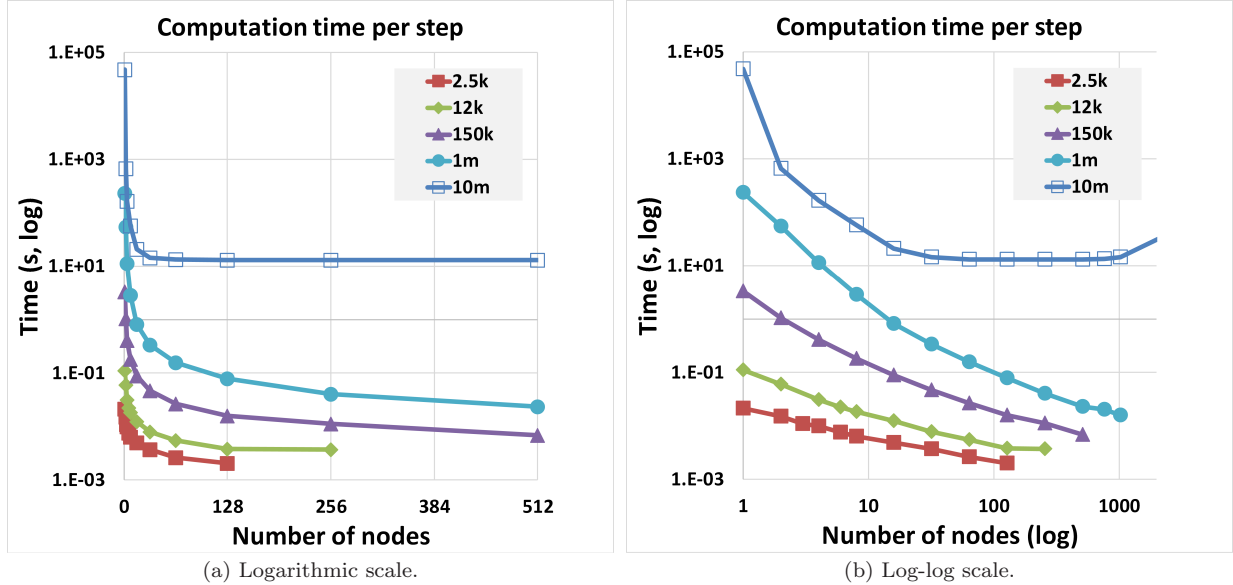 Computation time per step
1.E+05
1.E+03
1.E+01
1.E-01
1.E-03
Time (s, log)
2.5k
12k
150k
1m
10m
0 128 256 384 512
Number of nodes
(a) Logarithmic scale.
Computation time per step
1.E+05
1.E+03
1.E+01
1.E-01
1.E-03
Time (s, log)
2.5k
12k
150k
1m
10m
1 10 100 1000
Number of nodes (log)
(b) Log-log scale.